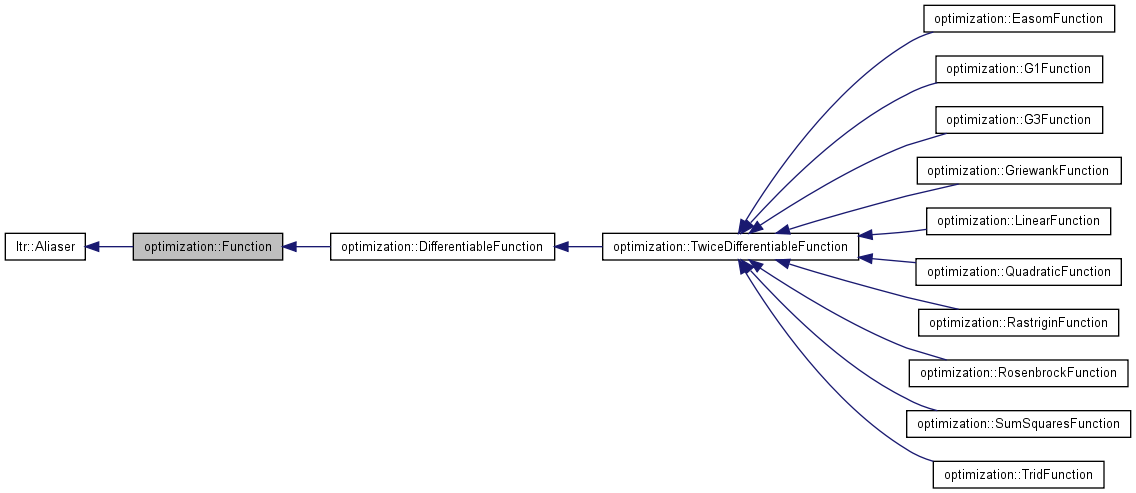 ltr::Aliaser
optimization::Function
optimization::DifferentiableFunction
optimization::TwiceDifferentiableFunction
optimization::EasomFunction
optimization::G1Function
optimization::G3Function
optimization::GriewankFunction
optimization::LinearFunction
optimization::QuadraticFunction
optimization::RastriginFunction
optimization::RosenbrockFunction
optimization::SumSquaresFunction
optimization::TridFunction